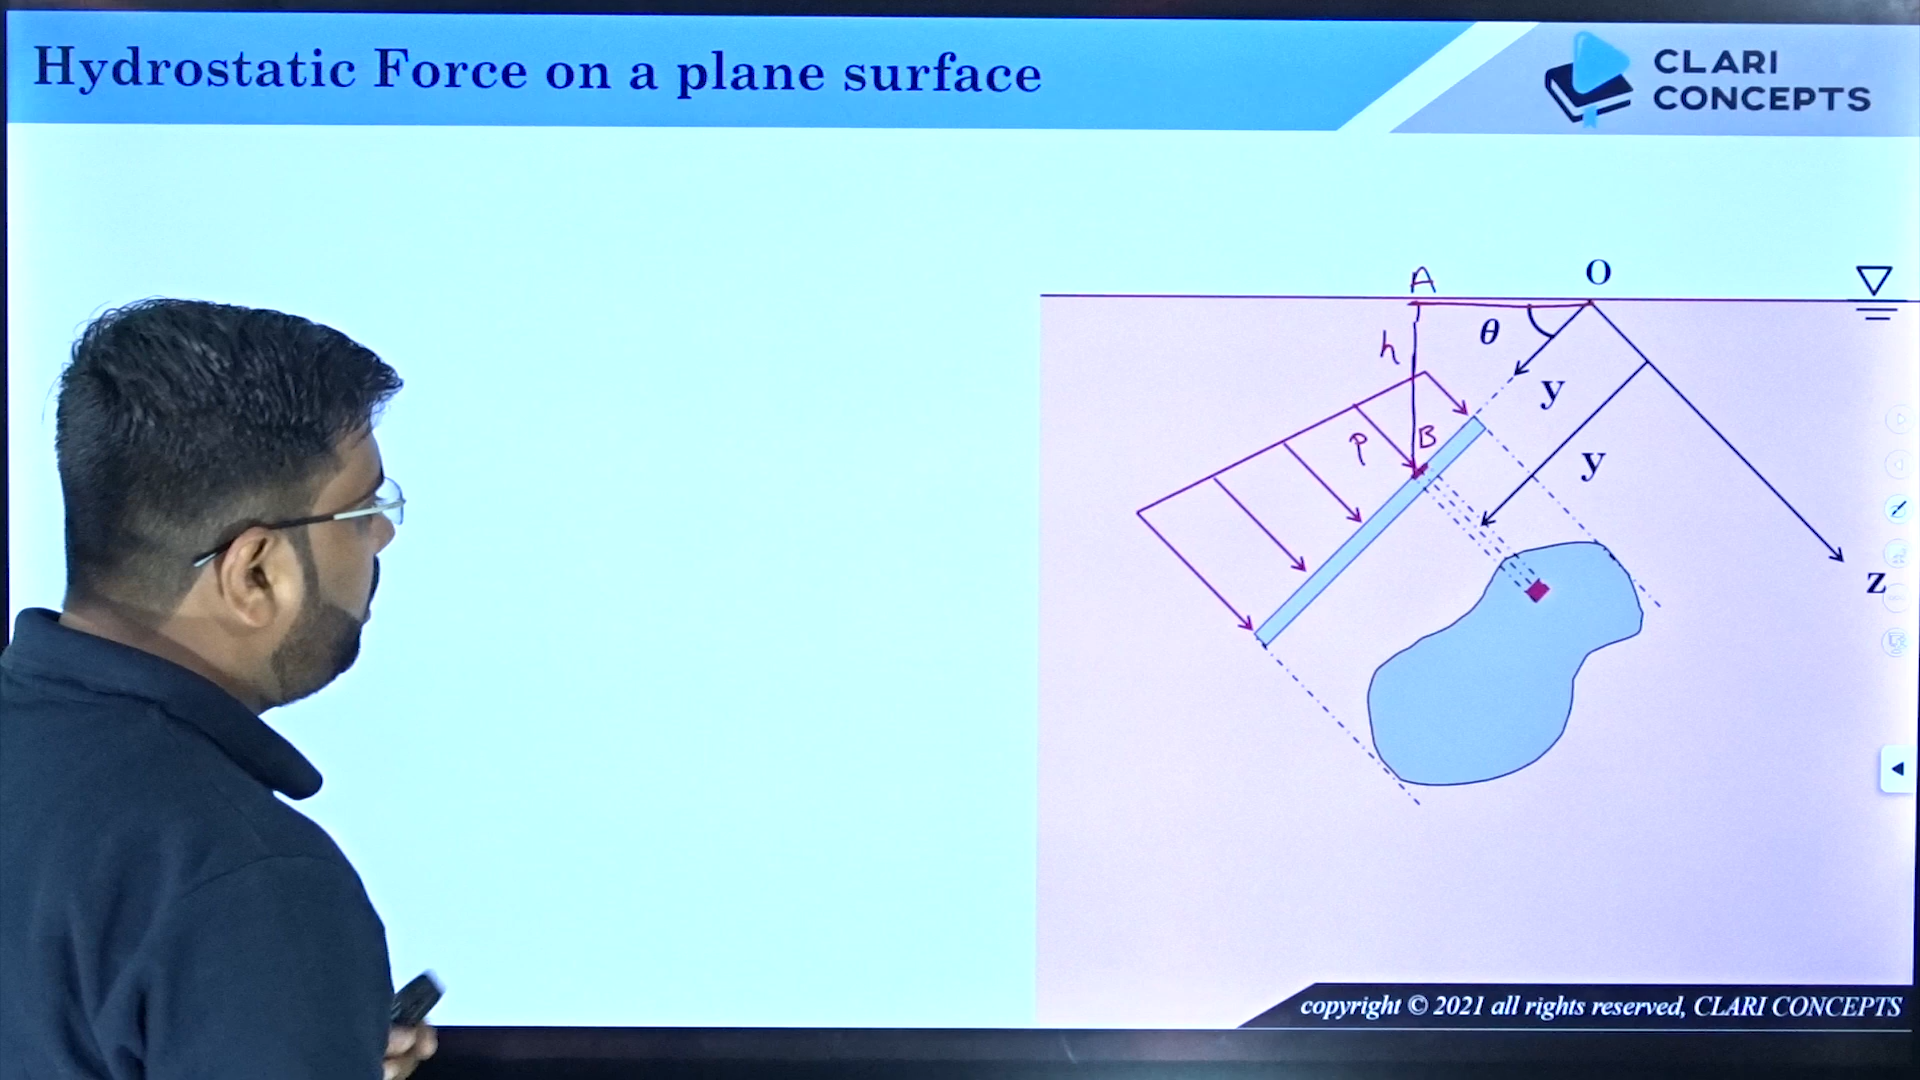 Hydrostatic Force on a plane surface
CLARI
CONCEPTS
A
O
θ
h
y
P
B
y
z
copyright © 2021 all rights reserved, CLARI CONCEPTS